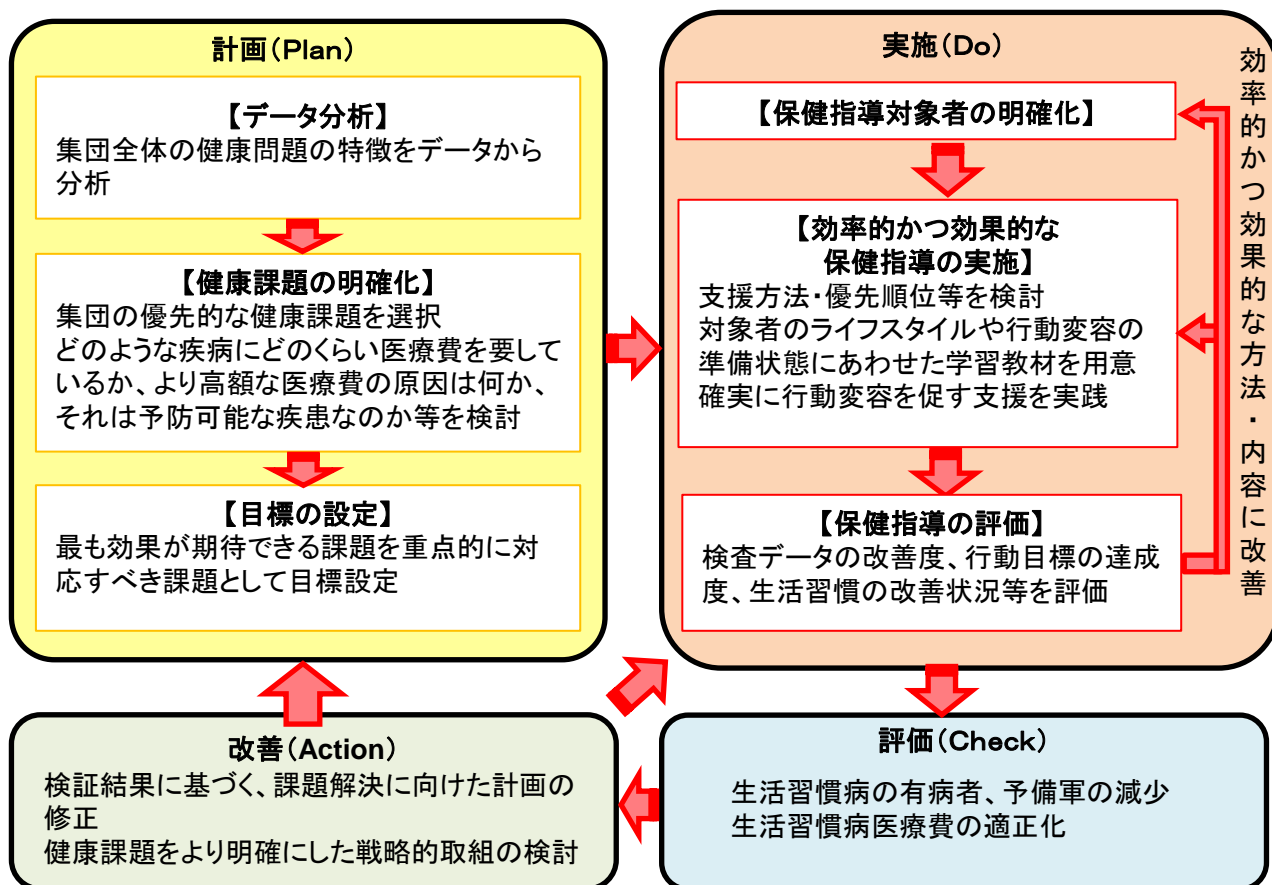 計画(Plan)
【データ分析】
集団全体の健康問題の特徴をデータから
分析
【健康課題の明確化】
集団の優先的な健康課題を選択
どのような疾病にどのくらい医療費を要して
いるか、より高額な医療費の原因は何か、
それは予防可能な疾患なのか等を検討
【目標の設定】
最も効果が期待できる課題を重点的に対
応すべき課題として目標設定
実施(Do)
【保健指導対象者の明確化】
【効率的かつ効果的な
保健指導の実施】
支援方法・優先順位等を検討
対象者のライフスタイルや行動変容の
準備状態にあわせた学習教材を用意
確実に行動変容を促す支援を実践
【保健指導の評価】
検査データの改善度、行動目標の達成
度、生活習慣の改善状況等を評価
効率的かつ効果的な方法・内容に改善
改善(Action)
検証結果に基づく、課題解決に向けた計画の
修正
健康課題をより明確にした戦略的取組の検討
評価(Check)
生活習慣病の有病者、予備軍の減少
生活習慣病医療費の適正化